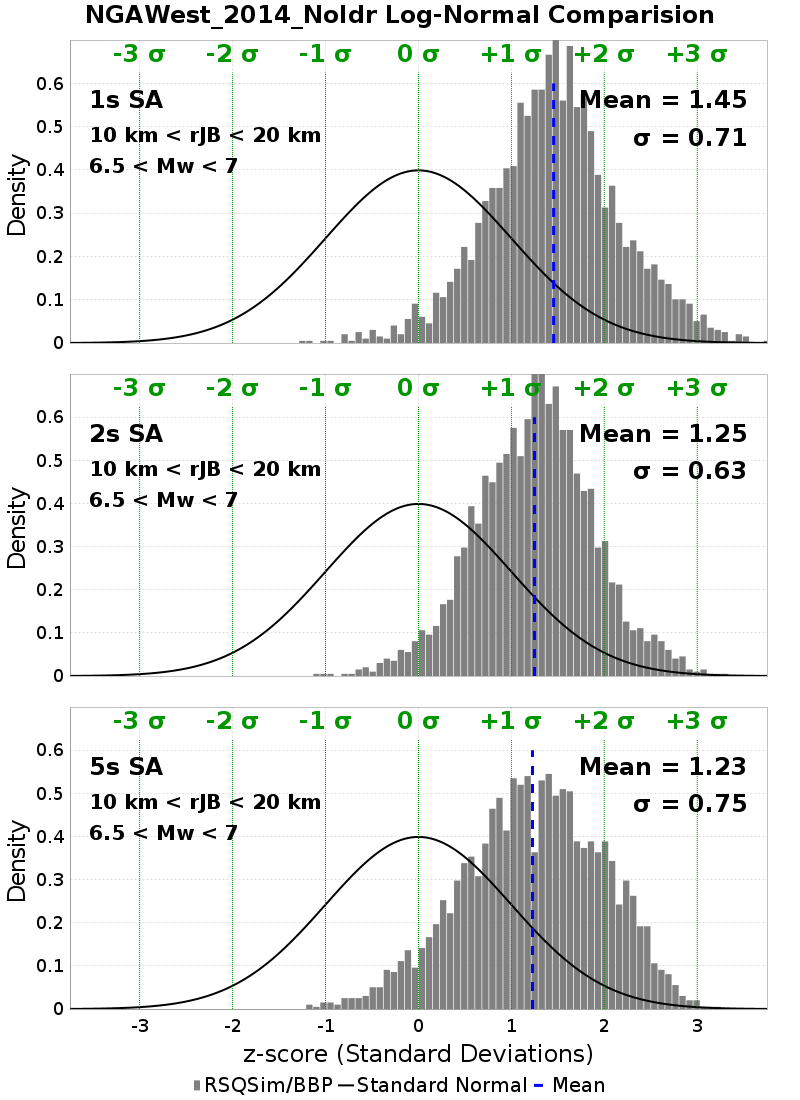 NGAWest_2014_NoIdr Log-Normal Comparision
-3 σ -2 σ -1 σ 0 σ +1 σ +2 σ +3 σ
1s SA
Mean = 1.45
10 km < rJB < 20 km
σ = 0.71
6.5 < Mw < 7
0.6
0.5
0.4
0.3
0.2
0.1
0
Density
-3 σ -2 σ -1 σ 0 σ +1 σ +2 σ +3 σ
2s SA
Mean = 1.25
10 km < rJB < 20 km
σ = 0.63
6.5 < Mw < 7
0.6
0.5
0.4
0.3
0.2
0.1
0
Density
-3 σ -2 σ -1 σ 0 σ +1 σ +2 σ +3 σ
5s SA
Mean = 1.23
10 km < rJB < 20 km
σ = 0.75
6.5 < Mw < 7
0.6
0.5
0.4
0.3
0.2
0.1
0
Density
-3 -2 -1 0 1 2 3
z-score (Standard Deviations)
RSQSim/BBP Standard Normal Mean